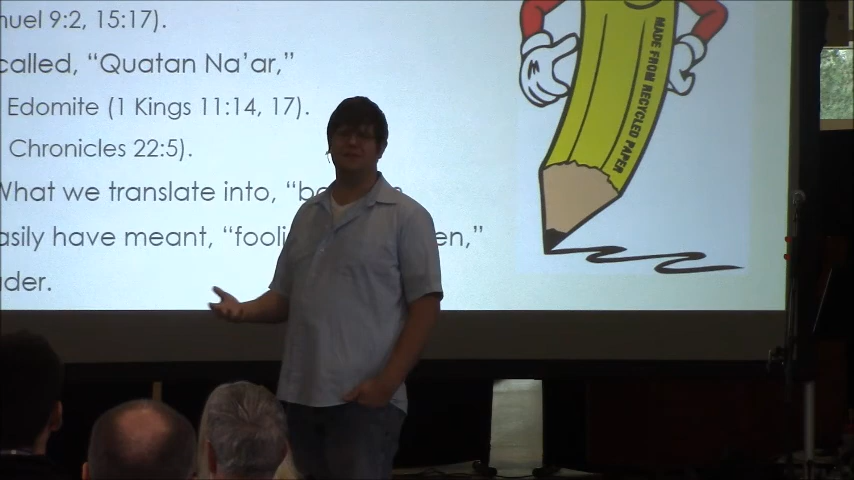 nuel 9:2, 15:17).
called, “Quatan Na’ar,”
Edomite (1 Kings 11:14, 17).
Chronicles 22:5).
What we translate into, “bo
asily have meant, “fooli en,”
der.
MADE FROM RECYCLED PAPER